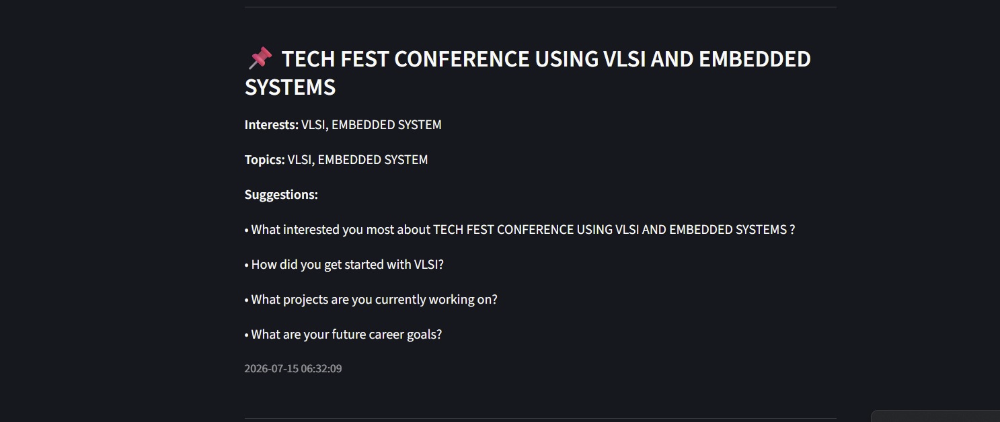 📌 TECH FEST CONFERENCE USING VLSI AND EMBEDDED
SYSTEMS
Interests: VLSI, EMBEDDED SYSTEM
Topics: VLSI, EMBEDDED SYSTEM
Suggestions:
• What interested you most about TECH FEST CONFERENCE USING VLSI AND EMBEDDED SYSTEMS ?
• How did you get started with VLSI?
• What projects are you currently working on?
• What are your future career goals?
2026-07-15 06:32:09